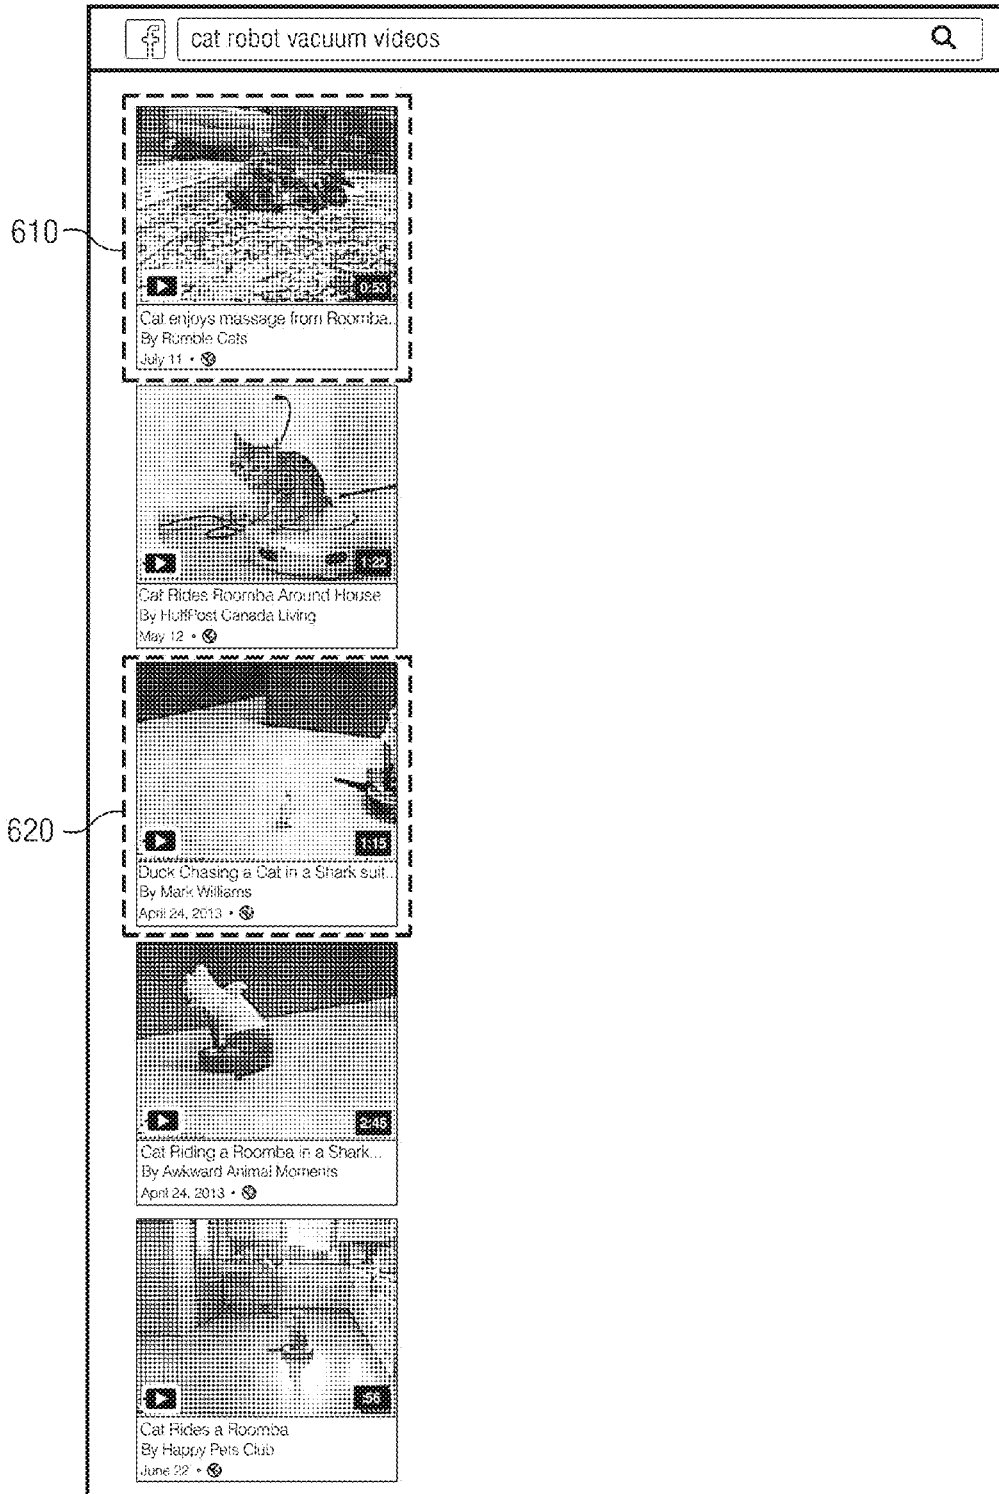 f cat robot vacuum videos
610
0:53
Cat enjoys massage from Roomba...
By Rumble Cats
July 11 •
1:22
Cat Rides Roomba Around House
By HuffPost Canada Living
May 12 •
620
1:15
Duck Chasing a Cat in a Shark suit...
By Mark Williams
April 24, 2013 •
2:45
Cat Riding a Roomba in a Shark...
By Awkward Animal Moments
April 24, 2013 •
Cat Rides a Roomba
By Happy Pets Club
June 22 •